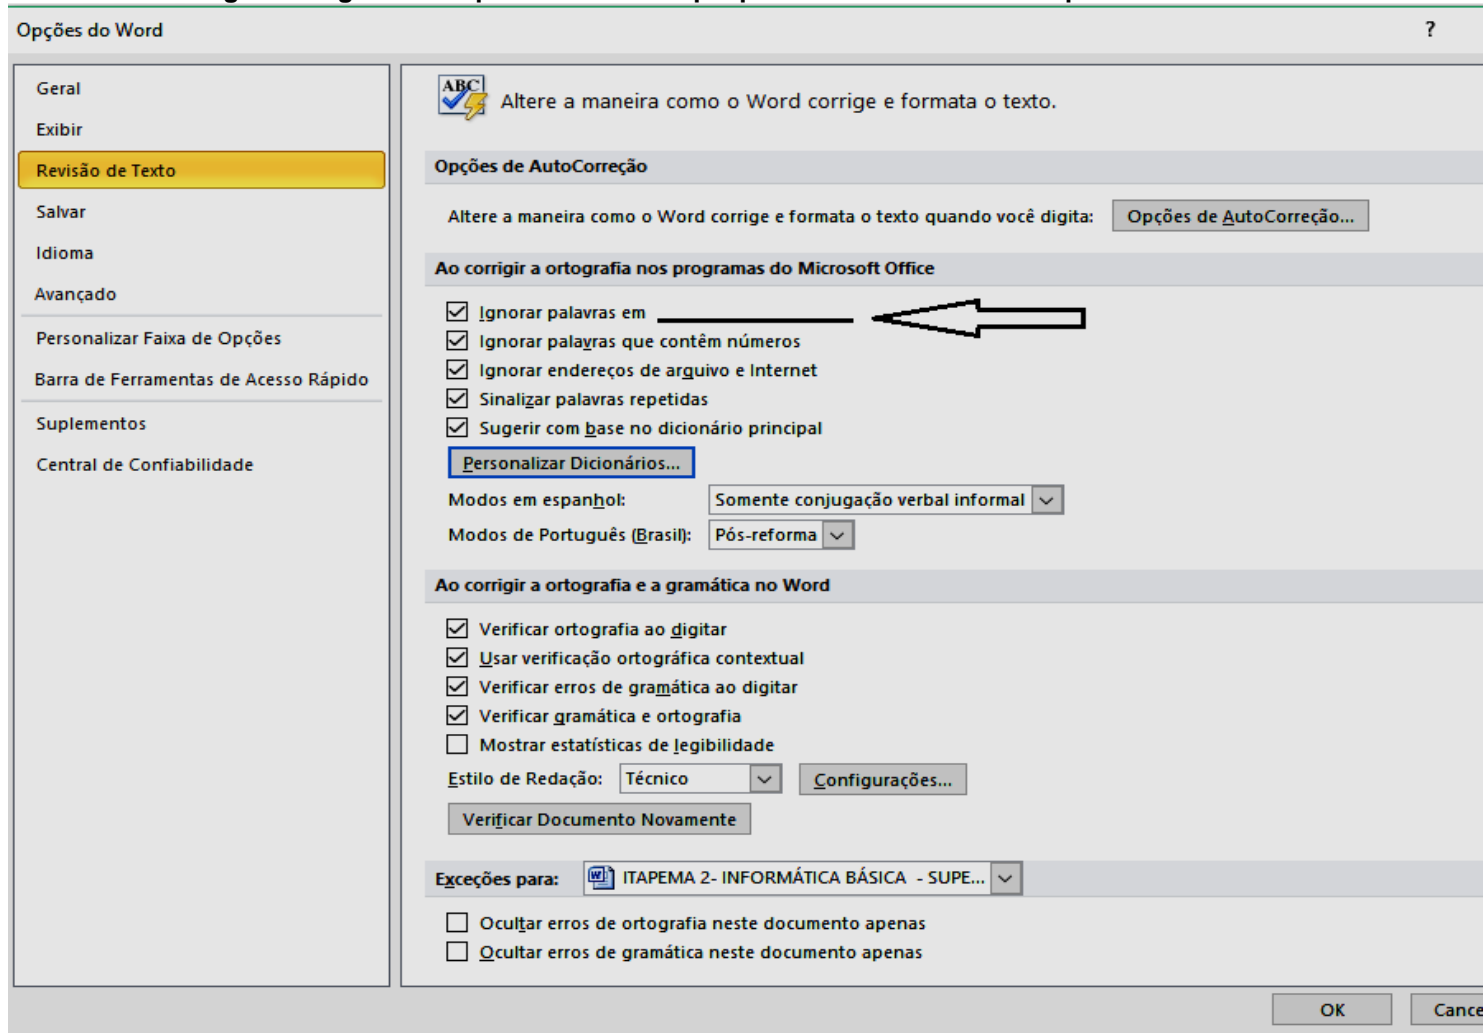 Opções do Word
?
Geral
Exibir
Revisão de Texto
Salvar
Idioma
Avançado
Personalizar Faixa de Opções
Barra de Ferramentas de Acesso Rápido
Suplementos
Central de Confiabilidade
ABC
Altere a maneira como o Word corrige e formata o texto.
Opções de AutoCorreção
Altere a maneira como o Word corrige e formata o texto quando você digita: Opções de AutoCorreção...
Ao corrigir a ortografia nos programas do Microsoft Office
Ignorar palavras em ____________
Ignorar palavras que contêm números
Ignorar endereços de arquivo e Internet
Sinalizar palavras repetidas
Sugerir com base no dicionário principal
Personalizar Dicionários...
Modos em espanhol: Somente conjugação verbal informal
Modos de Português (Brasil): Pós-reforma
Ao corrigir a ortografia e a gramática no Word
Verificar ortografia ao digitar
Usar verificação ortográfica contextual
Verificar erros de gramática ao digitar
Verificar gramática e ortografia
Mostrar estatísticas de legibilidade
Estilo de Redação: Técnico Configurações...
Verificar Documento Novamente
Exceções para: ITAPEMA 2- INFORMÁTICA BÁSICA - SUPE...
Ocultar erros de ortografia neste documento apenas
Ocultar erros de gramática neste documento apenas
OK Cance